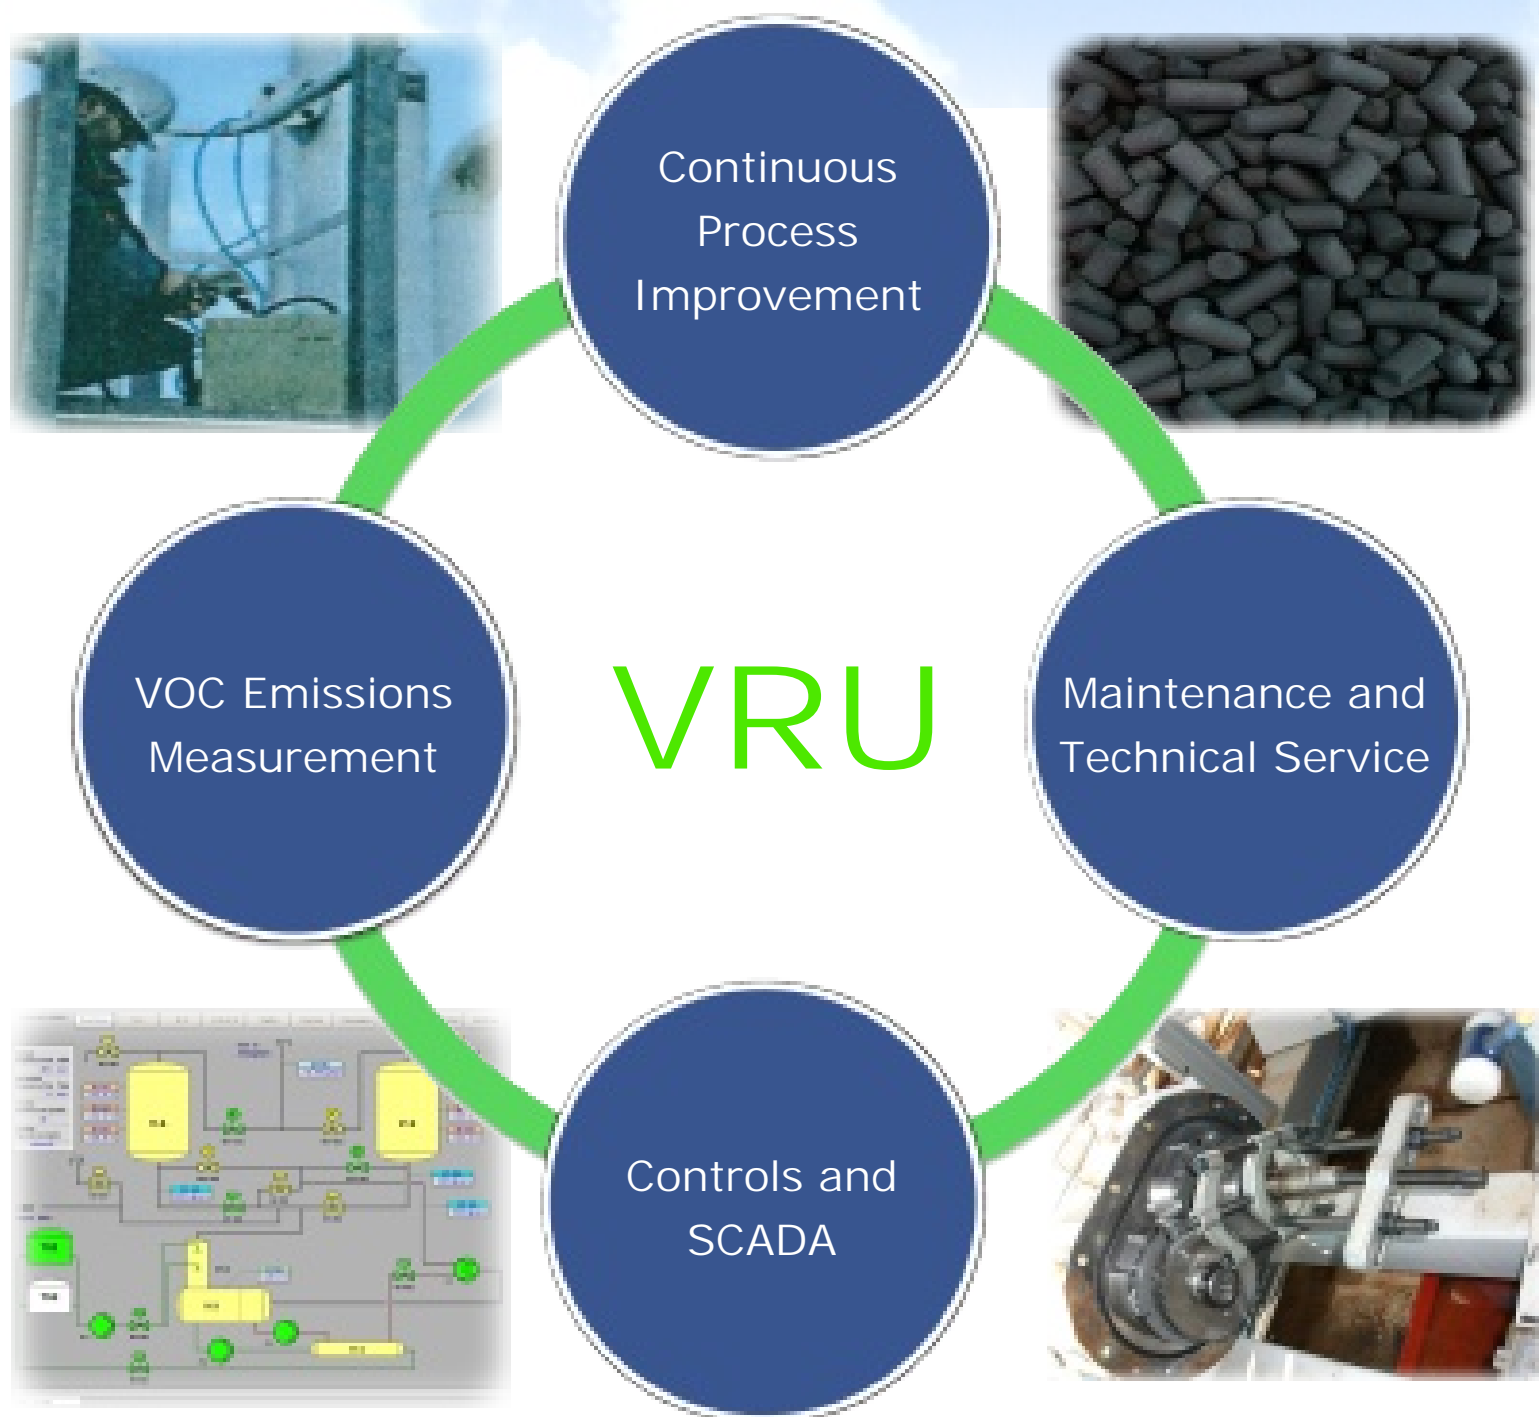 Continuous
Process
Improvement
VOC Emissions
Measurement
VRU
Maintenance and
Technical Service
Controls and
SCADA